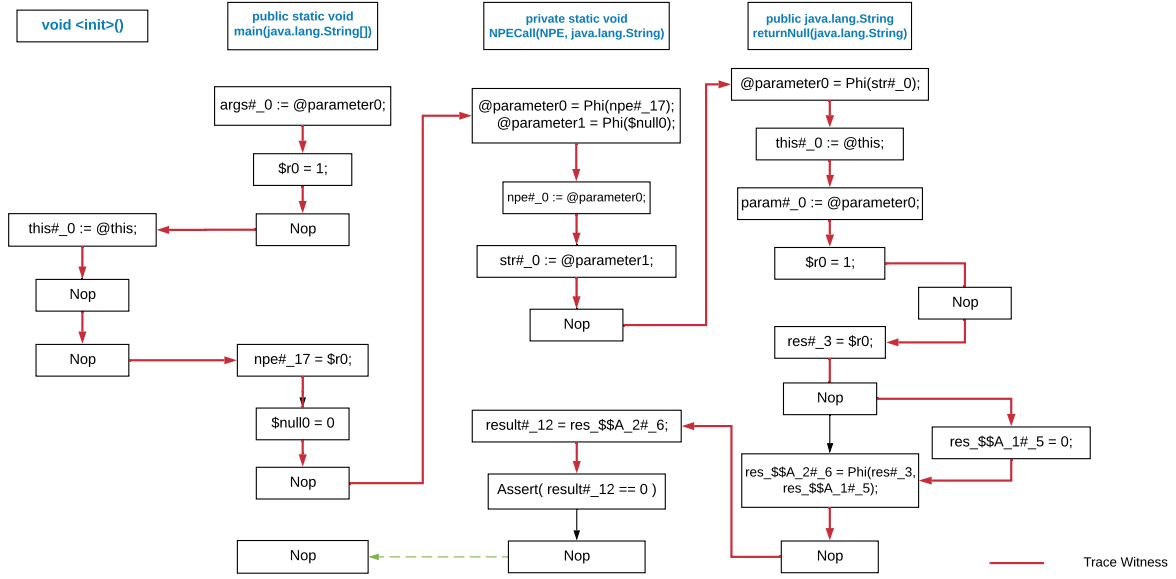 void <init>()
public static void
main(java.lang.String[])
private static void
NPECall(NPE, java.lang.String)
public java.lang.String
returnNull(java.lang.String)
this#_0 := @this;
Nop
Nop
args#_0 := @parameter0;
$r0 = 1;
Nop
npe#_17 = $r0;
$null0 = 0
Nop
Nop
@parameter0 = Phi(npe#_17);
@parameter1 = Phi($null0);
npe#_0 := @parameter0;
str#_0 := @parameter1;
Nop
result#_12 = res_$$A_2#_6;
Assert( result#_12 == 0 )
Nop
@parameter0 = Phi(str#_0);
this#_0 := @this;
param#_0 := @parameter0;
$r0 = 1;
Nop
res#_3 = $r0;
Nop
res_$$A_1#_5 = 0;
res_$$A_2#_6 = Phi(res#_3,
res_$$A_1#_5);
Nop
Trace Witness